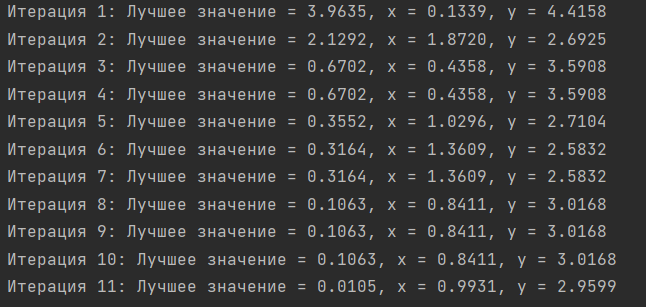 Итерация 1: Лучшее значение = 3.9635, x = 0.1339, y = 4.4158
Итерация 2: Лучшее значение = 2.1292, x = 1.8720, y = 2.6925
Итерация 3: Лучшее значение = 0.6702, x = 0.4358, y = 3.5908
Итерация 4: Лучшее значение = 0.6702, x = 0.4358, y = 3.5908
Итерация 5: Лучшее значение = 0.3552, x = 1.0296, y = 2.7104
Итерация 6: Лучшее значение = 0.3164, x = 1.3609, y = 2.5832
Итерация 7: Лучшее значение = 0.3164, x = 1.3609, y = 2.5832
Итерация 8: Лучшее значение = 0.1063, x = 0.8411, y = 3.0168
Итерация 9: Лучшее значение = 0.1063, x = 0.8411, y = 3.0168
Итерация 10: Лучшее значение = 0.1063, x = 0.8411, y = 3.0168
Итерация 11: Лучшее значение = 0.0105, x = 0.9931, y = 2.9599